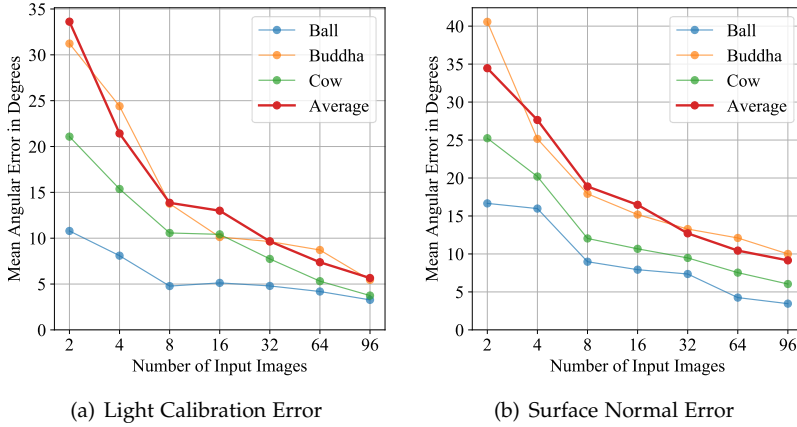 35
30
25
20
15
10
5
0
Mean Angular Error in Degrees
2 4 8 16 32 64 96
Number of Input Images
Ball
Buddha
Cow
Average
(a) Light Calibration Error
40
35
30
25
20
15
10
5
0
Mean Angular Error in Degrees
2 4 8 16 32 64 96
Number of Input Images
Ball
Buddha
Cow
Average
(b) Surface Normal Error